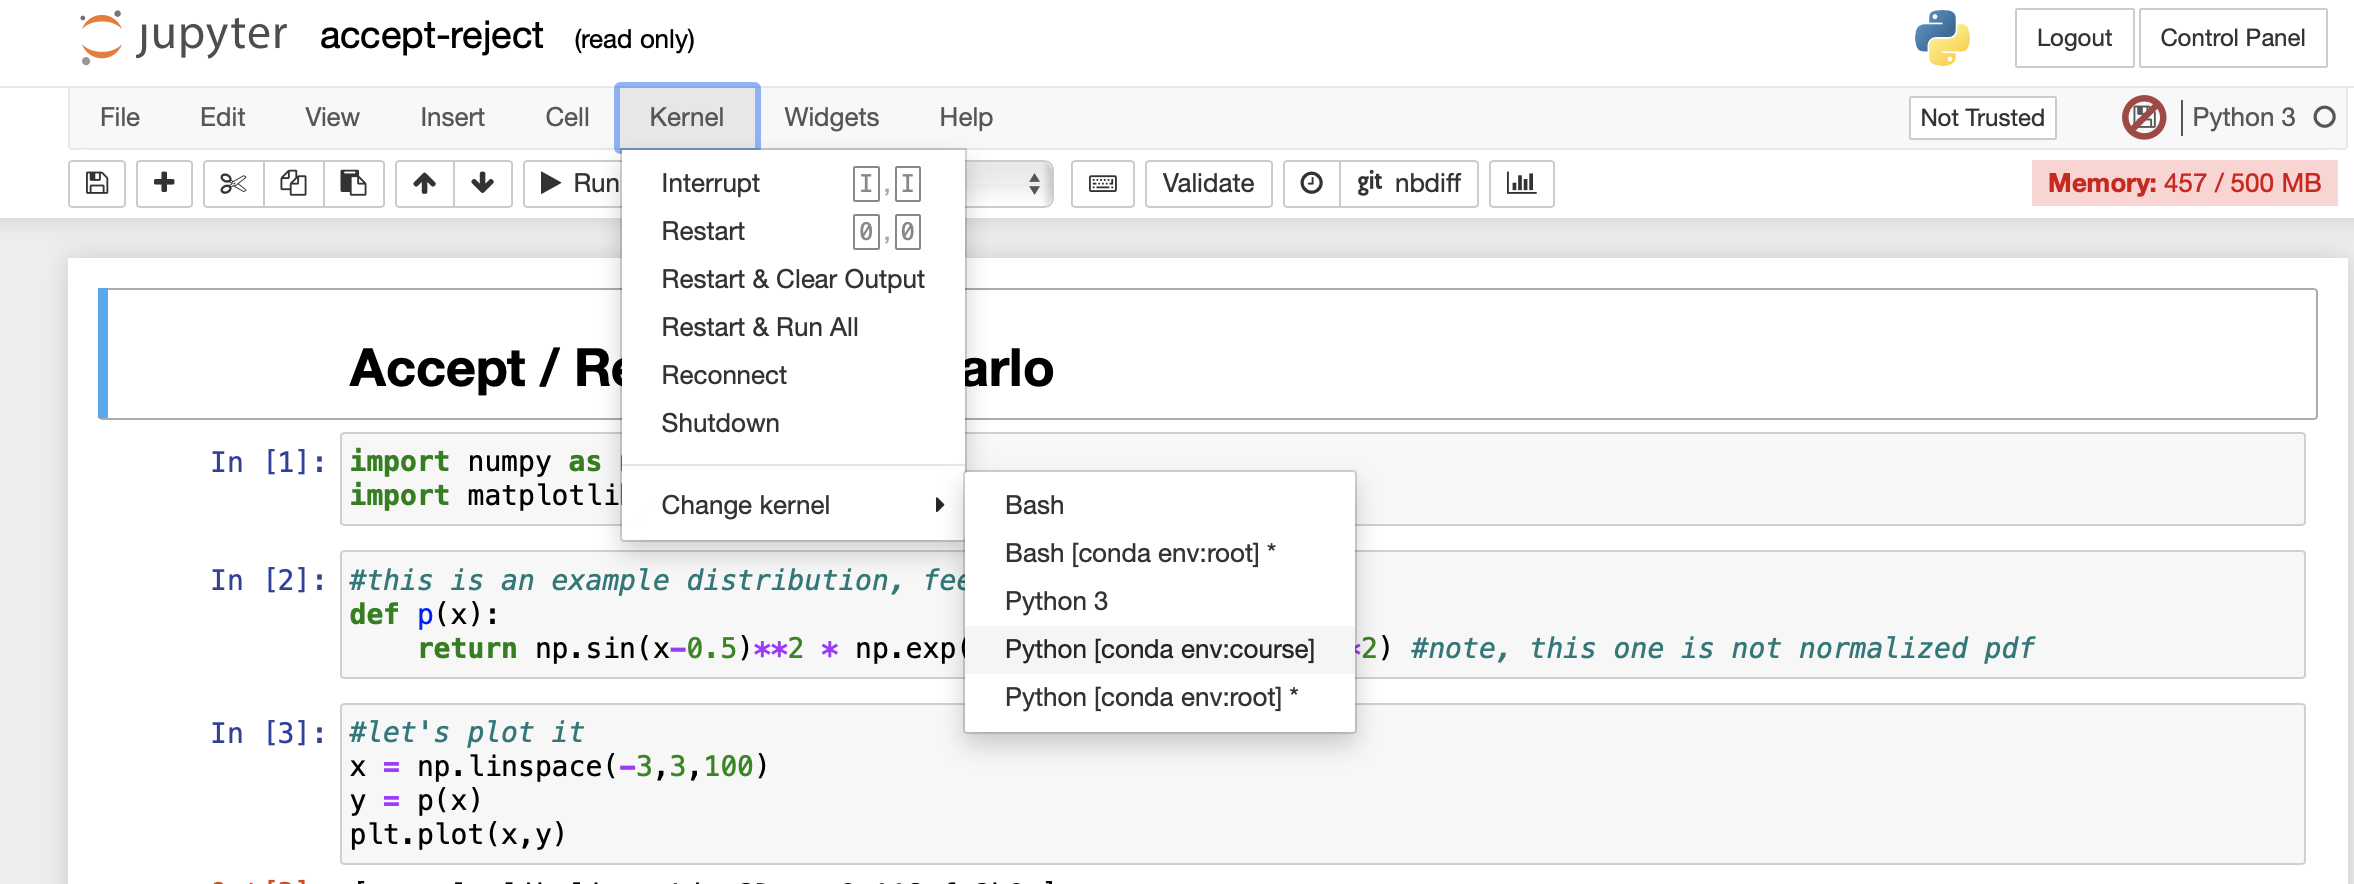 jupyter accept-reject (read only) Logout Control Panel
File Edit View Insert Cell Kernel Widgets Help Not Trusted Python 3
Run Validate git nbdiff Memory: 457 / 500 MB
Interrupt I,I
Restart 0,0
Restart & Clear Output
Restart & Run All
Reconnect
Shutdown
Change kernel
Bash
Bash [conda env:root] *
Python 3
Python [conda env:course]
Python [conda env:root] *
Accept / Re arlo
In [1]: import numpy as
import matplotli
In [2]: #this is an example distribution, fee
def p(x):
return np.sin(x-0.5)**2 * np.exp( *2) #note, this one is not normalized pdf
In [3]: #let's plot it
x = np.linspace(-3,3,100)
y = p(x)
plt.plot(x,y)